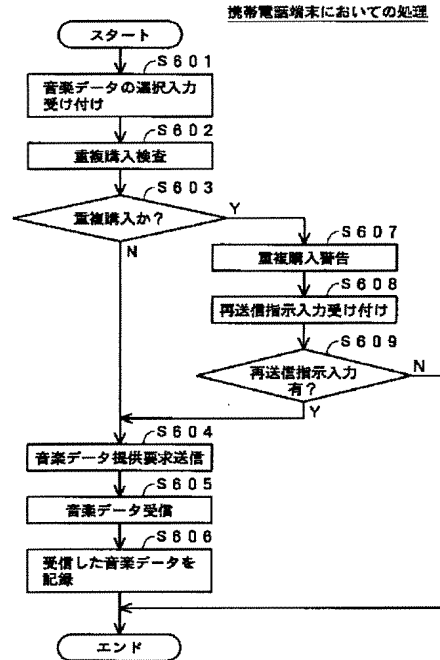 携帯電話端末においての処理
スタート
S601
音楽データの選択入力
受け付け
S602
重複購入検査
S603
重複購入か？
Y
N
S607
重複購入警告
S608
再送信指示入力受け付け
S609
再送信指示入力
有？
N
Y
S604
音楽データ提供要求送信
S605
音楽データ受信
S606
受信した音楽データを
記録
エンド